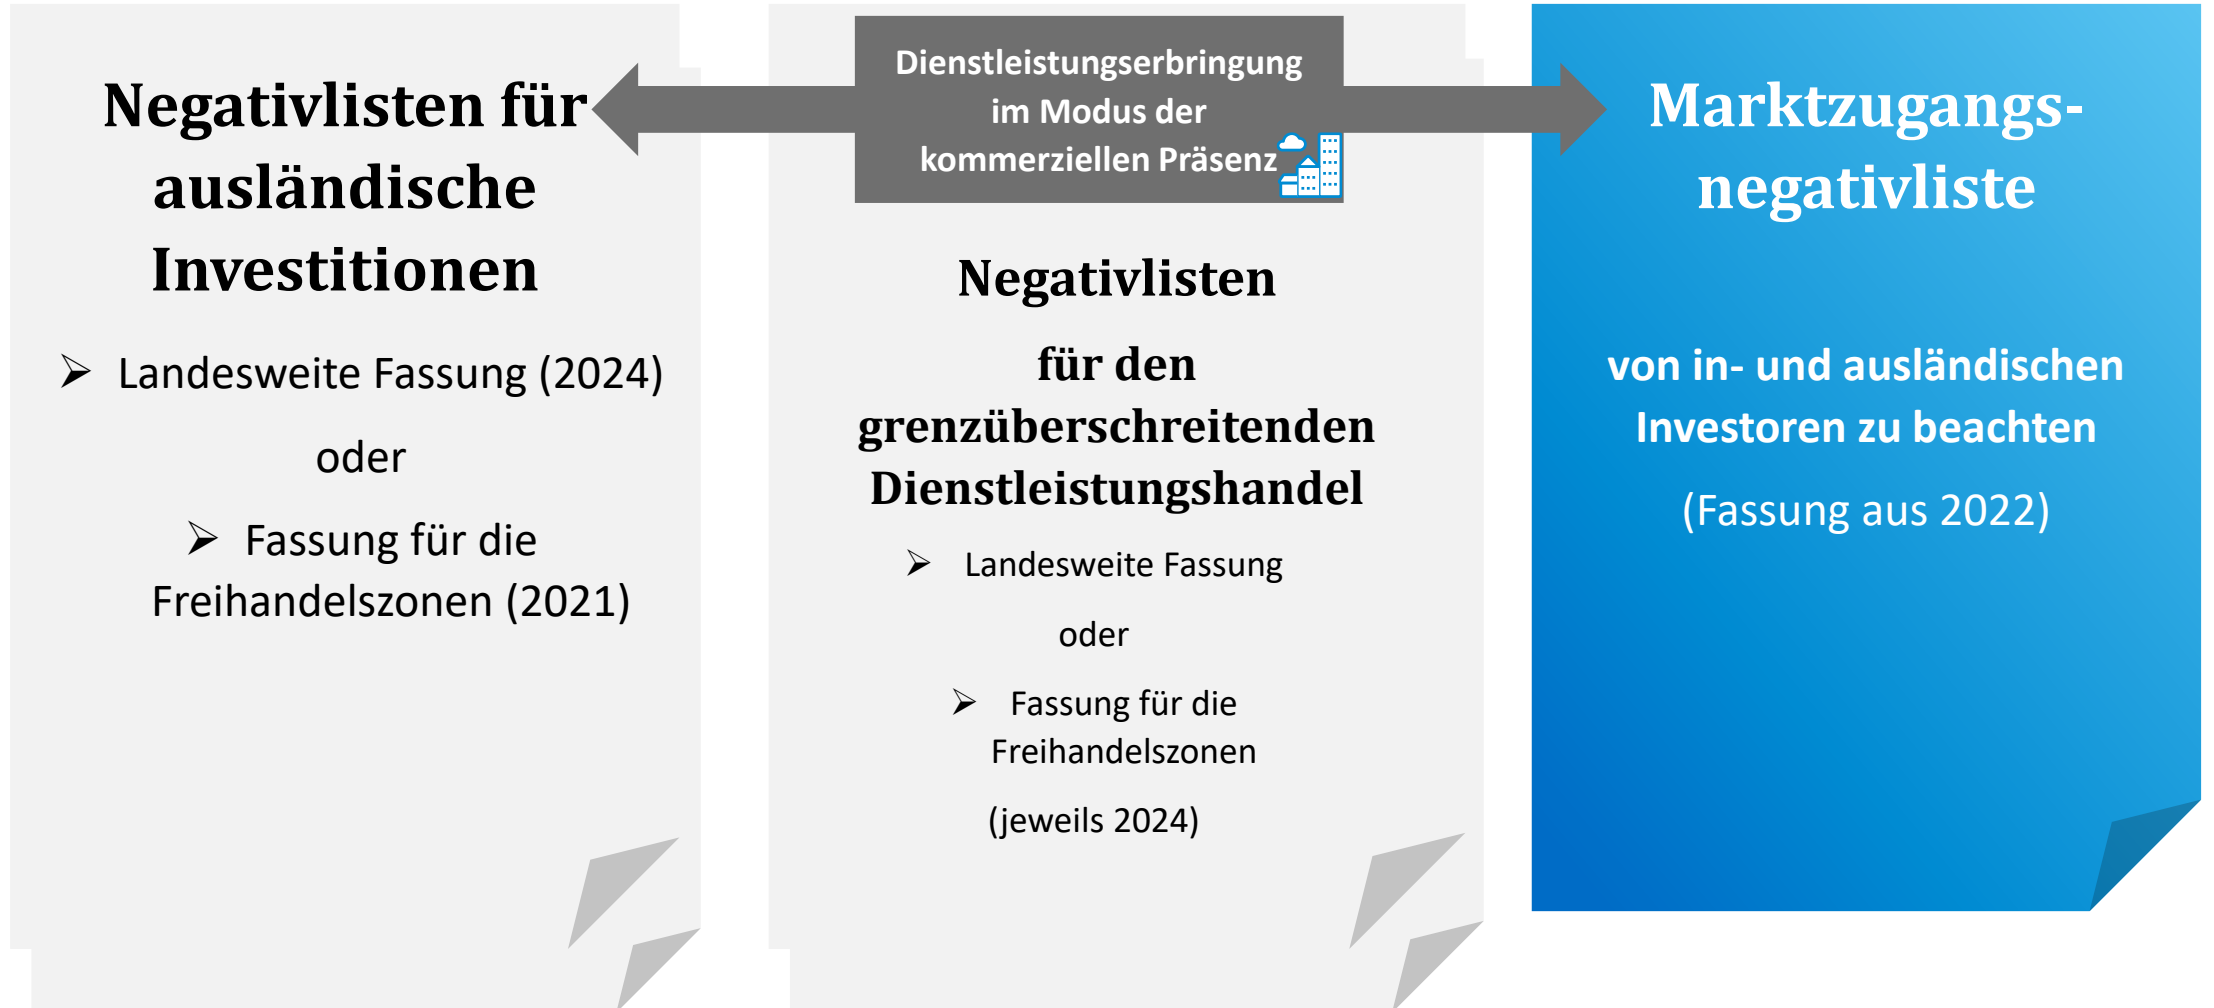 Negativlisten für
ausländische
Investitionen
➢ Landesweite Fassung (2024)
oder
➢ Fassung für die
Freihandelszonen (2021)
Dienstleistungserbringung
im Modus der
kommerziellen Präsenz
Negativlisten
für den
grenzüberschreitenden
Dienstleistungshandel
➢ Landesweite Fassung
oder
➢ Fassung für die
Freihandelszonen
(jeweils 2024)
Marktzugangs-
negativliste
von in- und ausländischen
Investoren zu beachten
(Fassung aus 2022)